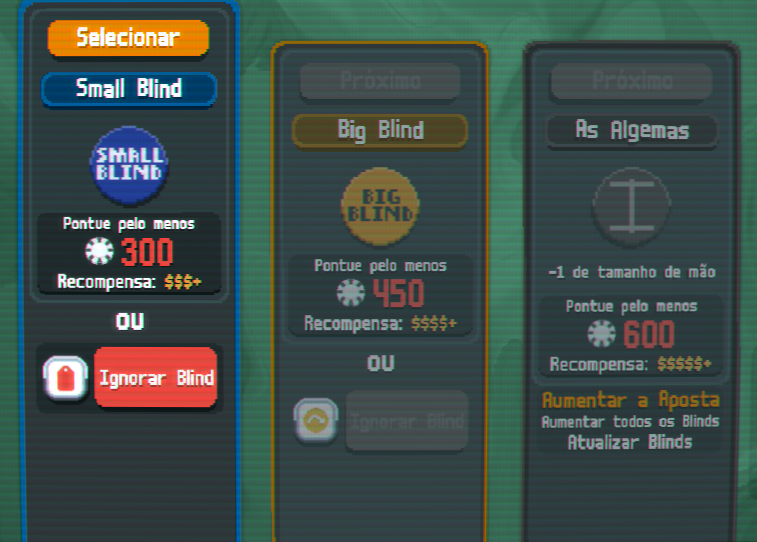 Selecionar
Small Blind
SMALL
BLIND
Pontue pelo menos
300
Recompensa: $$$+
OU
Ignorar Blind
Próximo
Big Blind
BIG
BLIND
Pontue pelo menos
450
Recompensa: $$$$+
OU
Ignorar Blind
Próximo
As Algemas
-1 de tamanho de mão
Pontue pelo menos
600
Recompensa: $$$$$+
Aumentar a Aposta
Aumentar todos os Blinds
Atualizar Blinds